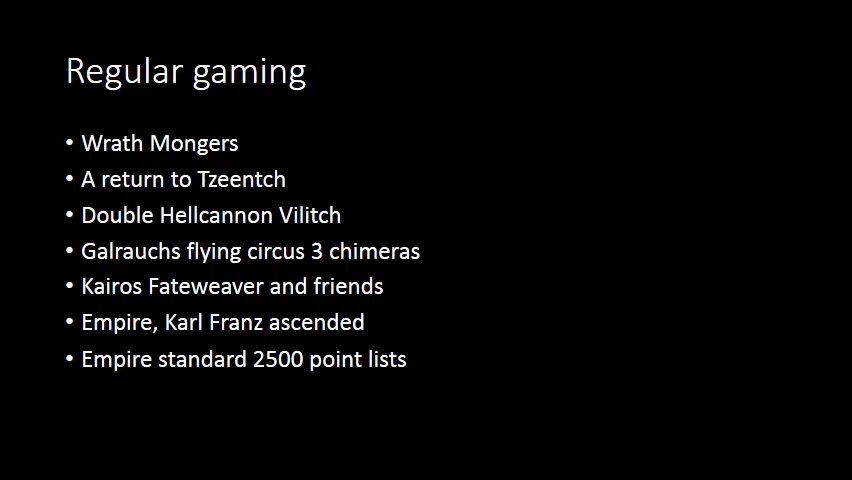 Regular gaming
• Wrath Mongers
• A return to Tzeentch
• Double Hellcannon Vilitch
• Galrauchs flying circus 3 chimeras
• Kairos Fateweaver and friends
• Empire, Karl Franz ascended
• Empire standard 2500 point lists